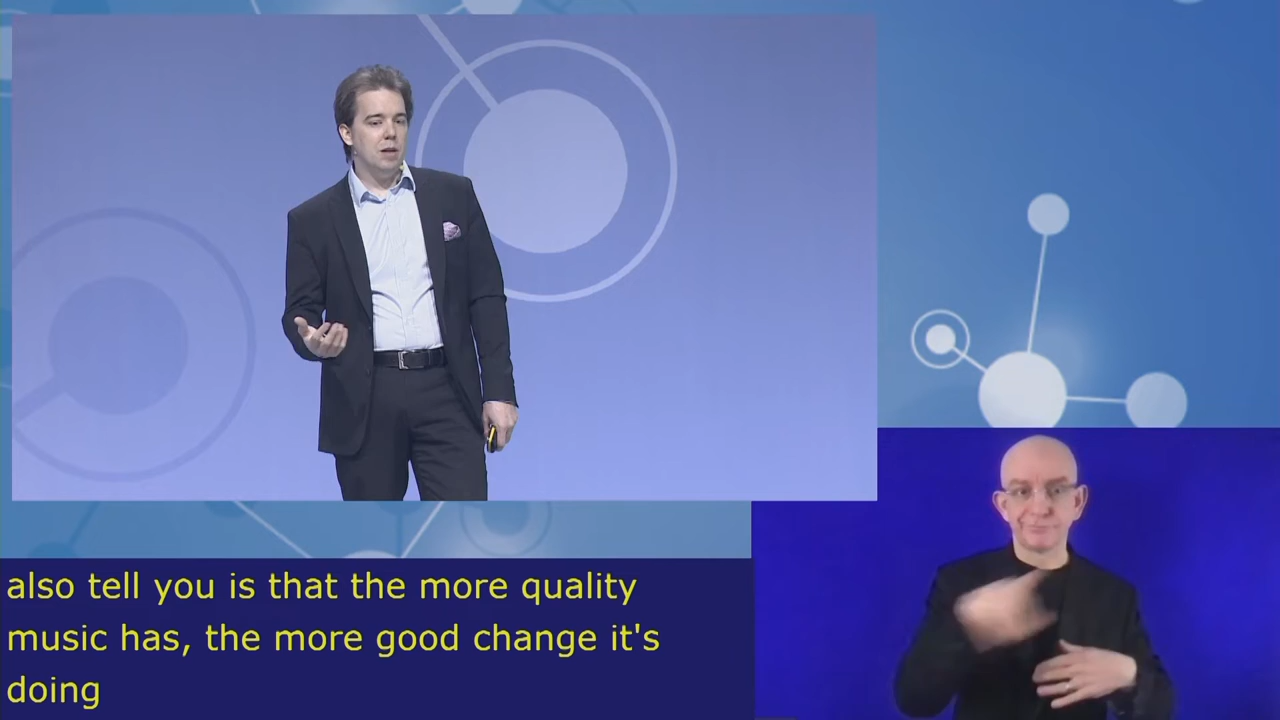 also tell you is that the more quality
music has, the more good change it's
doing